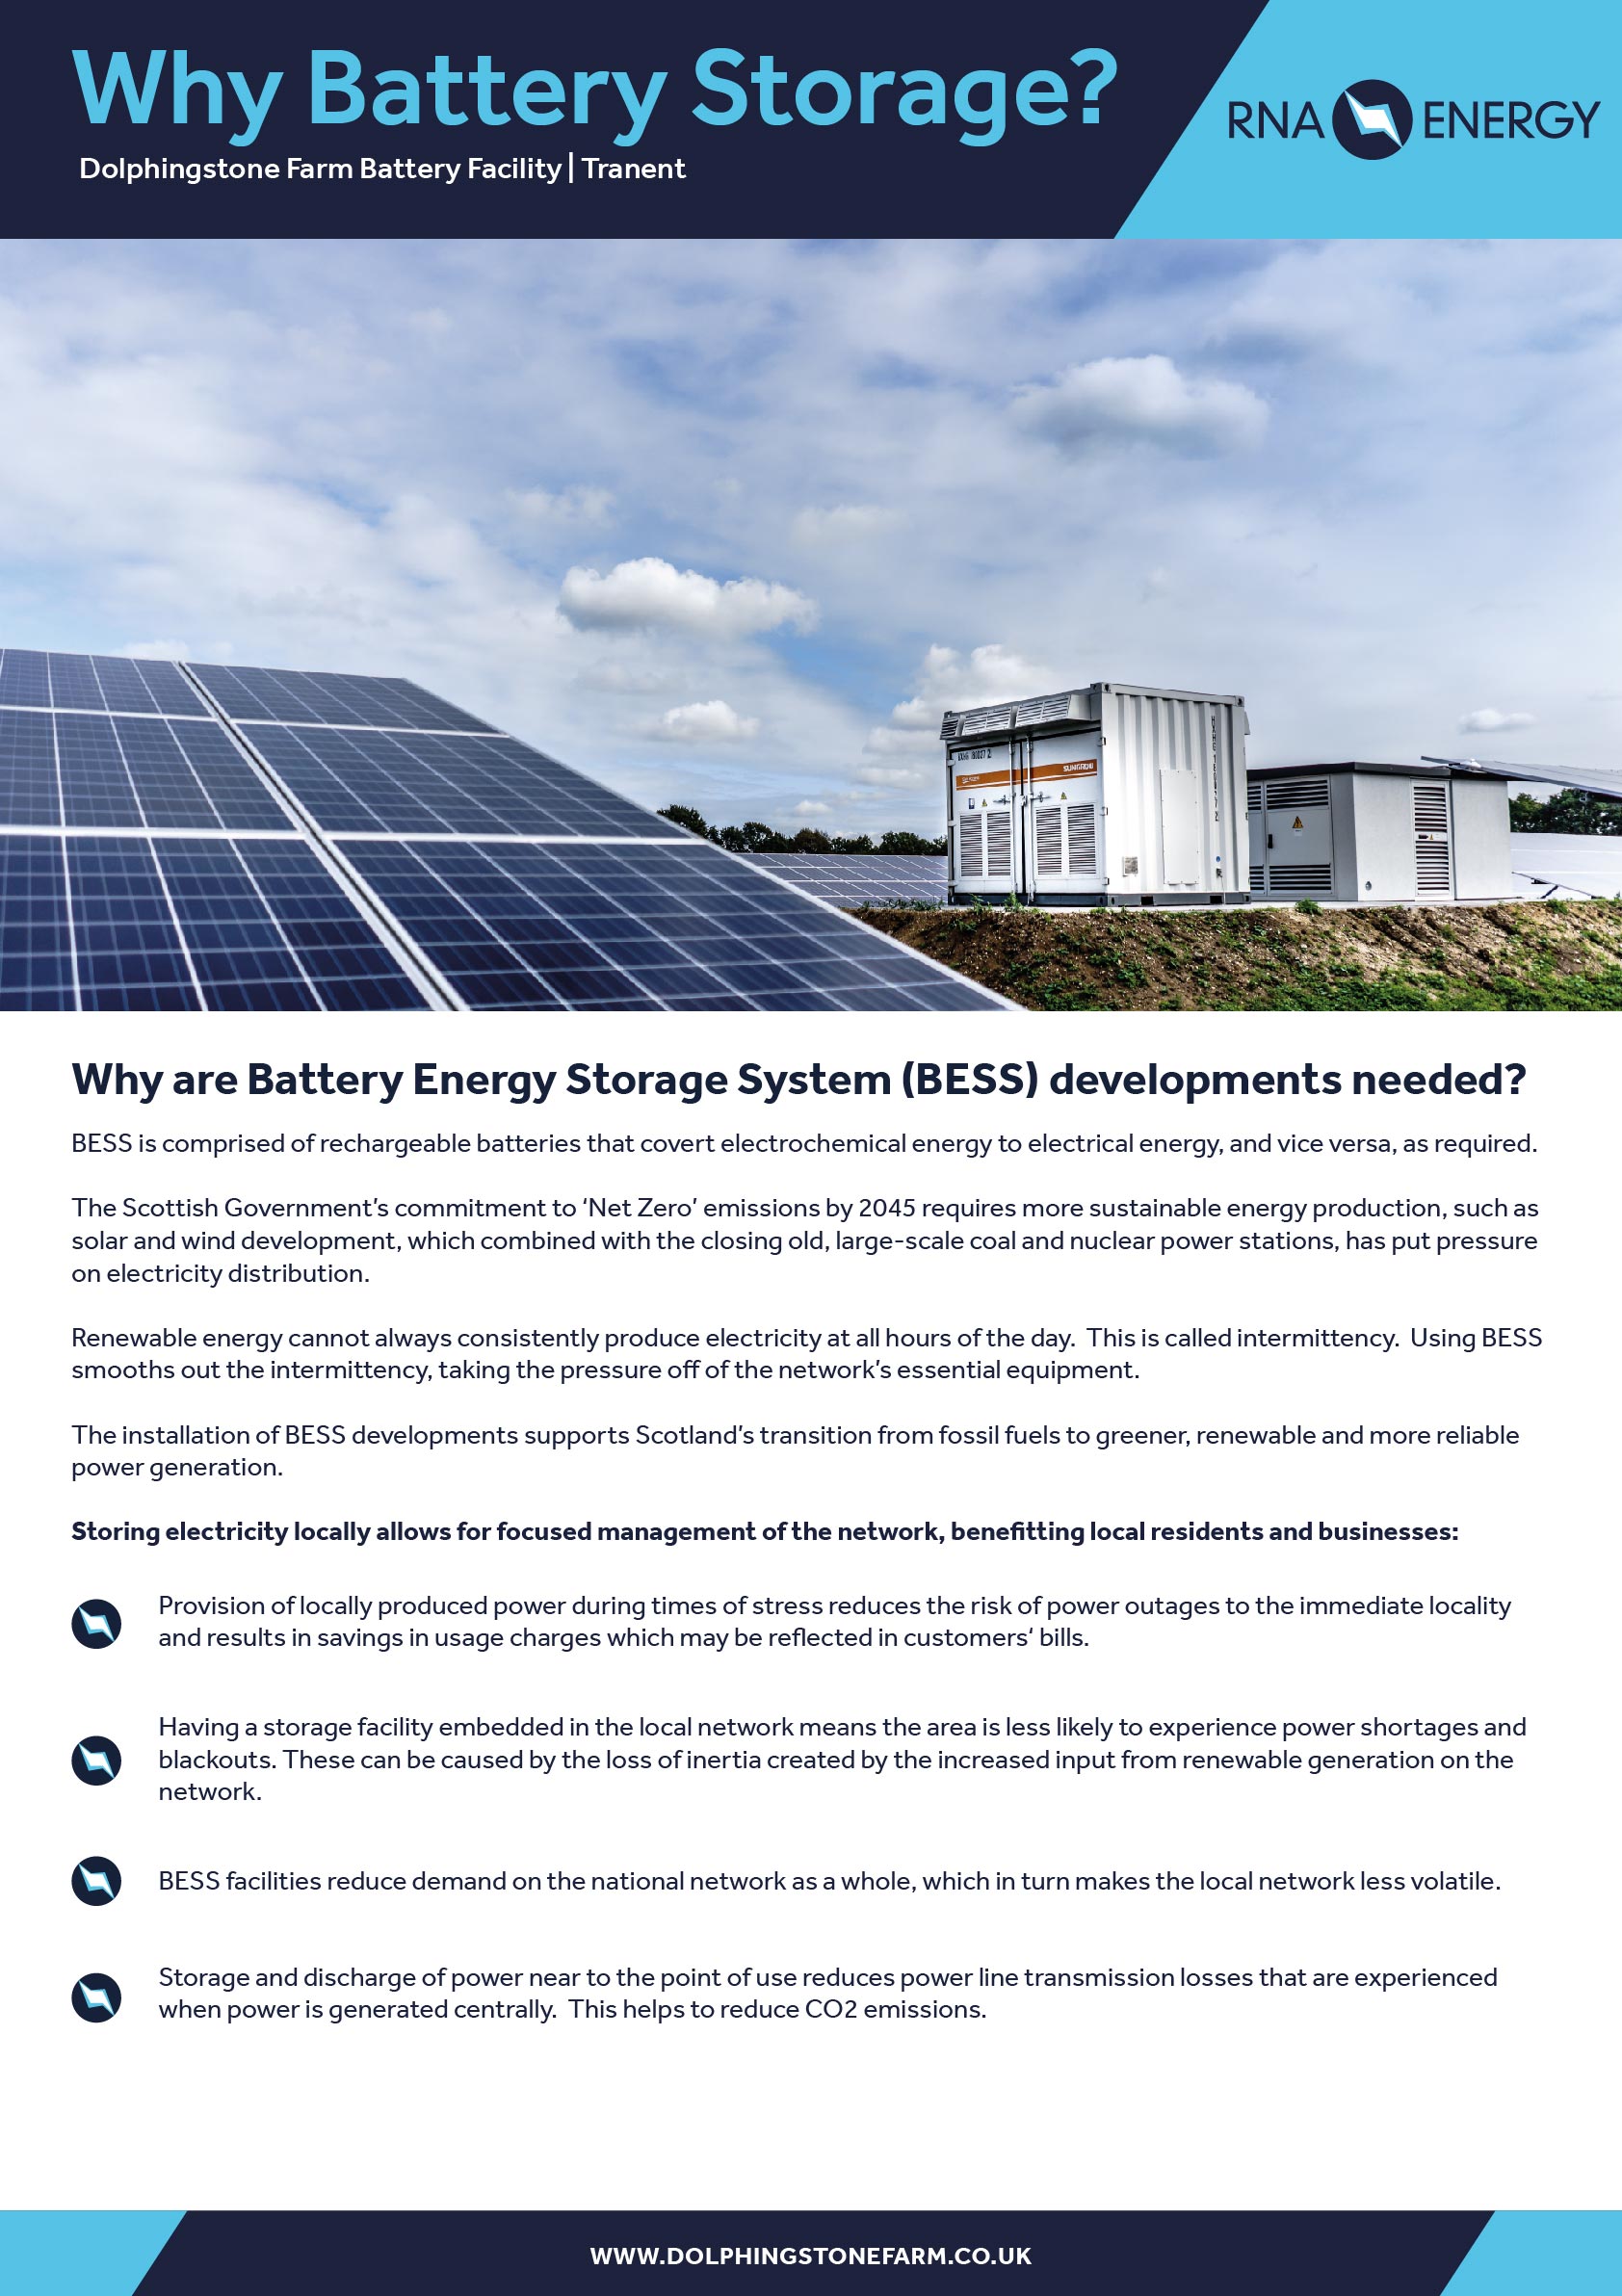 Why Battery Storage?
Dolphingstone Farm Battery Facility | Tranent
RNA ENERGY
SUNGROW
Why are Battery Energy Storage System (BESS) developments needed?
BESS is comprised of rechargeable batteries that covert electrochemical energy to electrical energy, and vice versa, as required.
The Scottish Government’s commitment to ‘Net Zero’ emissions by 2045 requires more sustainable energy production, such as
solar and wind development, which combined with the closing old, large-scale coal and nuclear power stations, has put pressure
on electricity distribution.
Renewable energy cannot always consistently produce electricity at all hours of the day.  This is called intermittency.  Using BESS
smooths out the intermittency, taking the pressure off of the network’s essential equipment.
The installation of BESS developments supports Scotland’s transition from fossil fuels to greener, renewable and more reliable
power generation.
Storing electricity locally allows for focused management of the network, benefitting local residents and businesses:
Provision of locally produced power during times of stress reduces the risk of power outages to the immediate locality
and results in savings in usage charges which may be reflected in customers‘ bills.
Having a storage facility embedded in the local network means the area is less likely to experience power shortages and
blackouts. These can be caused by the loss of inertia created by the increased input from renewable generation on the
network.
BESS facilities reduce demand on the national network as a whole, which in turn makes the local network less volatile.
Storage and discharge of power near to the point of use reduces power line transmission losses that are experienced
when power is generated centrally.  This helps to reduce CO2 emissions.
WWW.DOLPHINGSTONEFARM.CO.UK